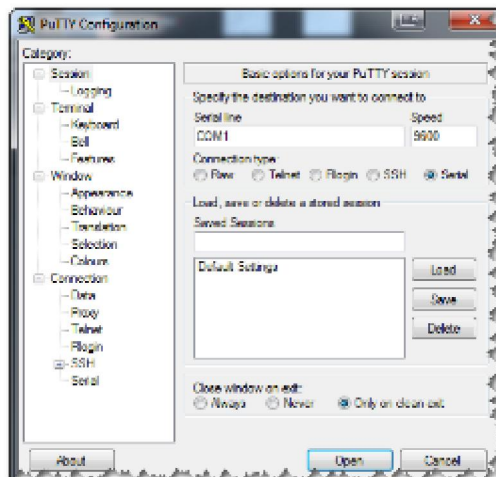 PuTTY Configuration
Category:
Session
Logging
Terminal
Keyboard
Bell
Features
Window
Appearance
Behaviour
Translation
Selection
Colours
Connection
Data
Proxy
Telnet
Rlogin
SSH
Serial
Basic options for your PuTTY session
Specify the destination you want to connect to
Serial line Speed
COM1 9600
Connection type:
Raw Telnet Rlogin SSH Serial
Load, save or delete a stored session
Saved Sessions
Default Settings
Load
Save
Delete
Close window on exit:
Always Never Only on clean exit
About Open Cancel